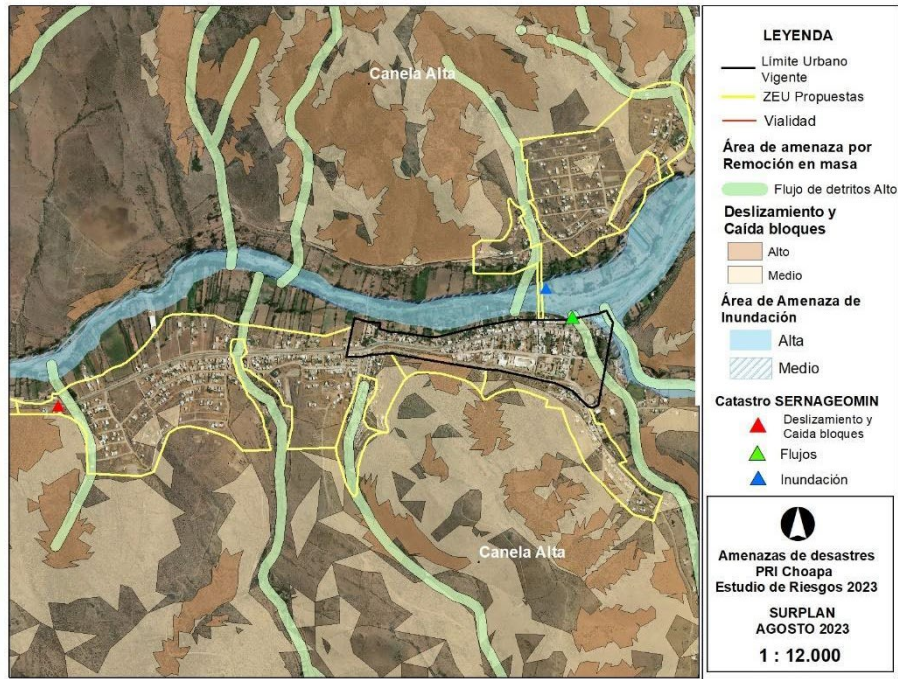 Canela Alta
Canela Alta
LEYENDA
Límite Urbano
Vigente
ZEU Propuestas
Vialidad
Área de amenaza por
Remoción en masa
Flujo de detritos Alto
Deslizamiento y
Caída bloques
Alto
Medio
Área de Amenaza de
Inundación
Alta
Medio
Catastro SERNAGEOMIN
Deslizamiento y
Caida bloques
Flujos
Inundación
Amenazas de desastres
PRI Choapa
Estudio de Riesgos 2023
SURPLAN
AGOSTO 2023
1 : 12.000